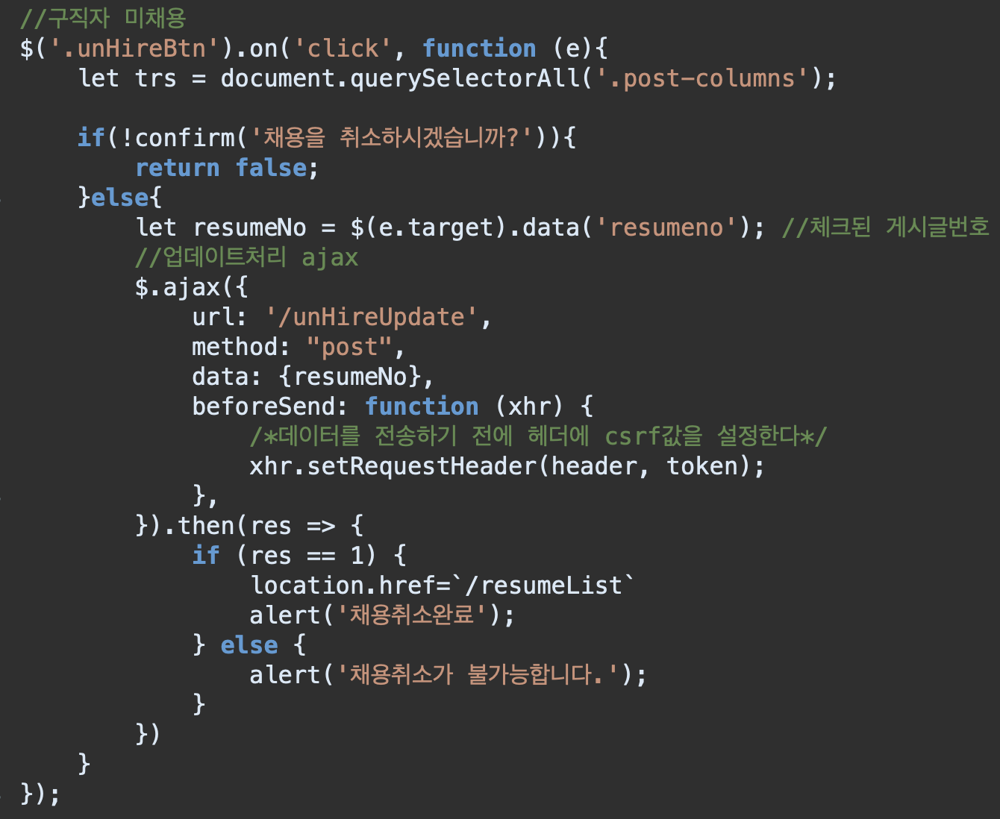 //구직자 미채용
$('.unHireBtn').on('click', function (e){
    let trs = document.querySelectorAll('.post-columns');

    if(!confirm('채용을 취소하시겠습니까?')){
        return false;
    }else{
        let resumeNo = $(e.target).data('resumeno'); //체크된 게시글번호
        //업데이트처리 ajax
        $.ajax({
            url: '/unHireUpdate',
            method: "post",
            data: {resumeNo},
            beforeSend: function (xhr) {
                /*데이터를 전송하기 전에 헤더에 csrf값을 설정한다*/
                xhr.setRequestHeader(header, token);
            },
        }).then(res => {
            if (res == 1) {
                location.href=`/resumeList`
                alert('채용취소완료');
            } else {
                alert('채용취소가 불가능합니다.');
            }
        })
    }
});